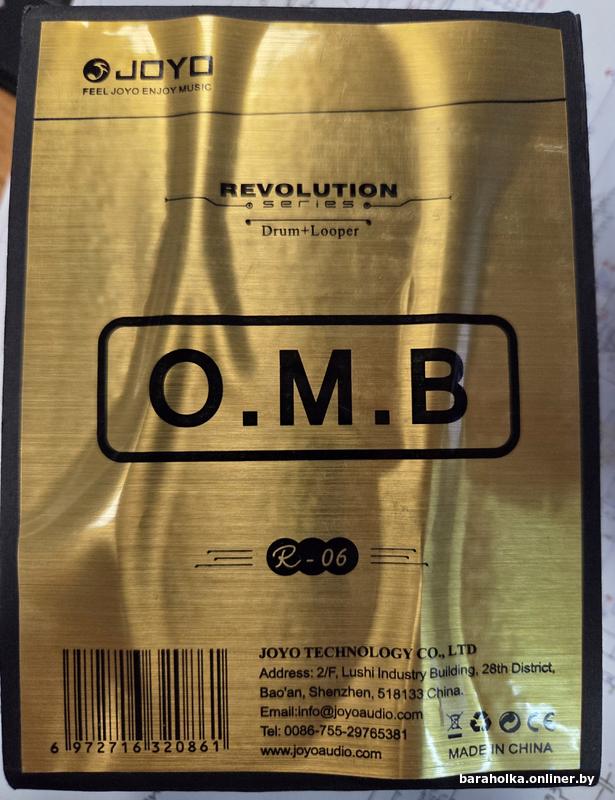 JOYO
FEEL JOYO ENJOY MUSIC
REVOLUTION
series
Drum+Looper
O.M.B
R-06
JOYO TECHNOLOGY CO., LTD
Address: 2/F, Lushi Industry Building, 28th District,
Bao'an, Shenzhen, 518133 China.
Email:info@joyoaudio.com
Tel: 0086-755-29765381
www.joyoaudio.com
6 972716 320861
CE
MADE IN CHINA
baraholka.onliner.by